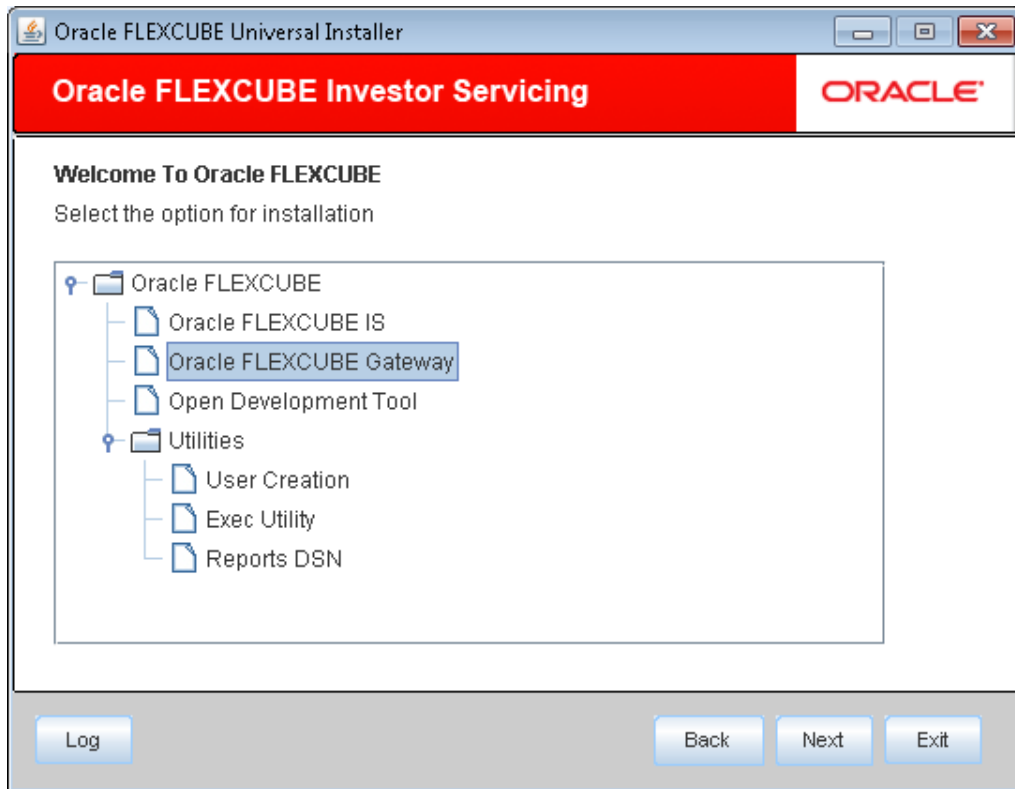 Oracle FLEXCUBE Universal Installer
Oracle FLEXCUBE Investor Servicing
ORACLE
Welcome To Oracle FLEXCUBE
Select the option for installation
Oracle FLEXCUBE
Oracle FLEXCUBE IS
Oracle FLEXCUBE Gateway
Open Development Tool
Utilities
User Creation
Exec Utility
Reports DSN
Log
Back
Next
Exit